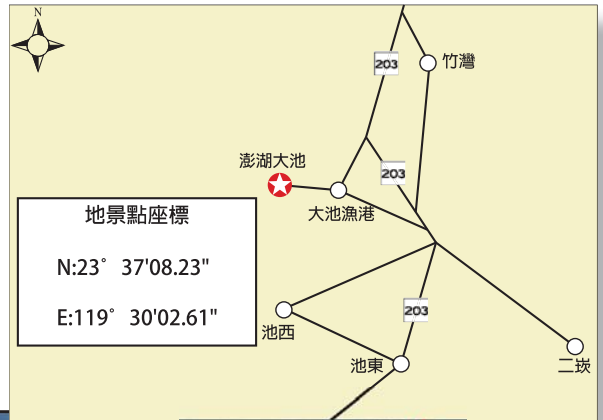 N
203
竹灣
203
澎湖大池
大池漁港
地景點座標
N:23°37'08.23"
E:119°30'02.61"
203
池西
池東
二崁